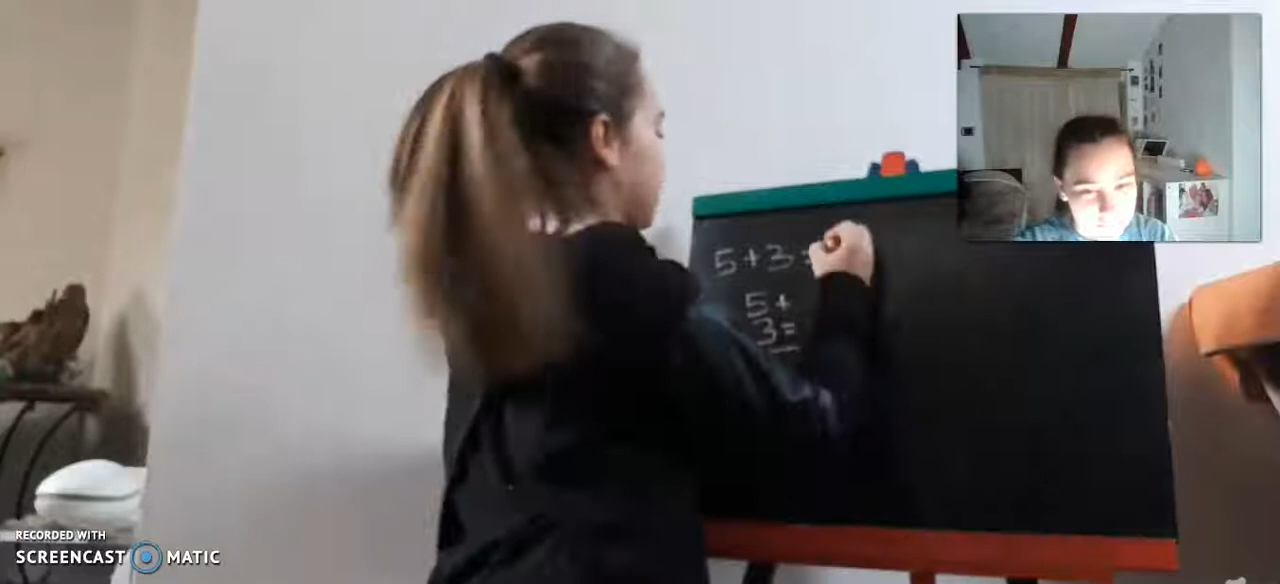 5+3=
5+
3=
RECORDED WITH
SCREENCAST MATIC